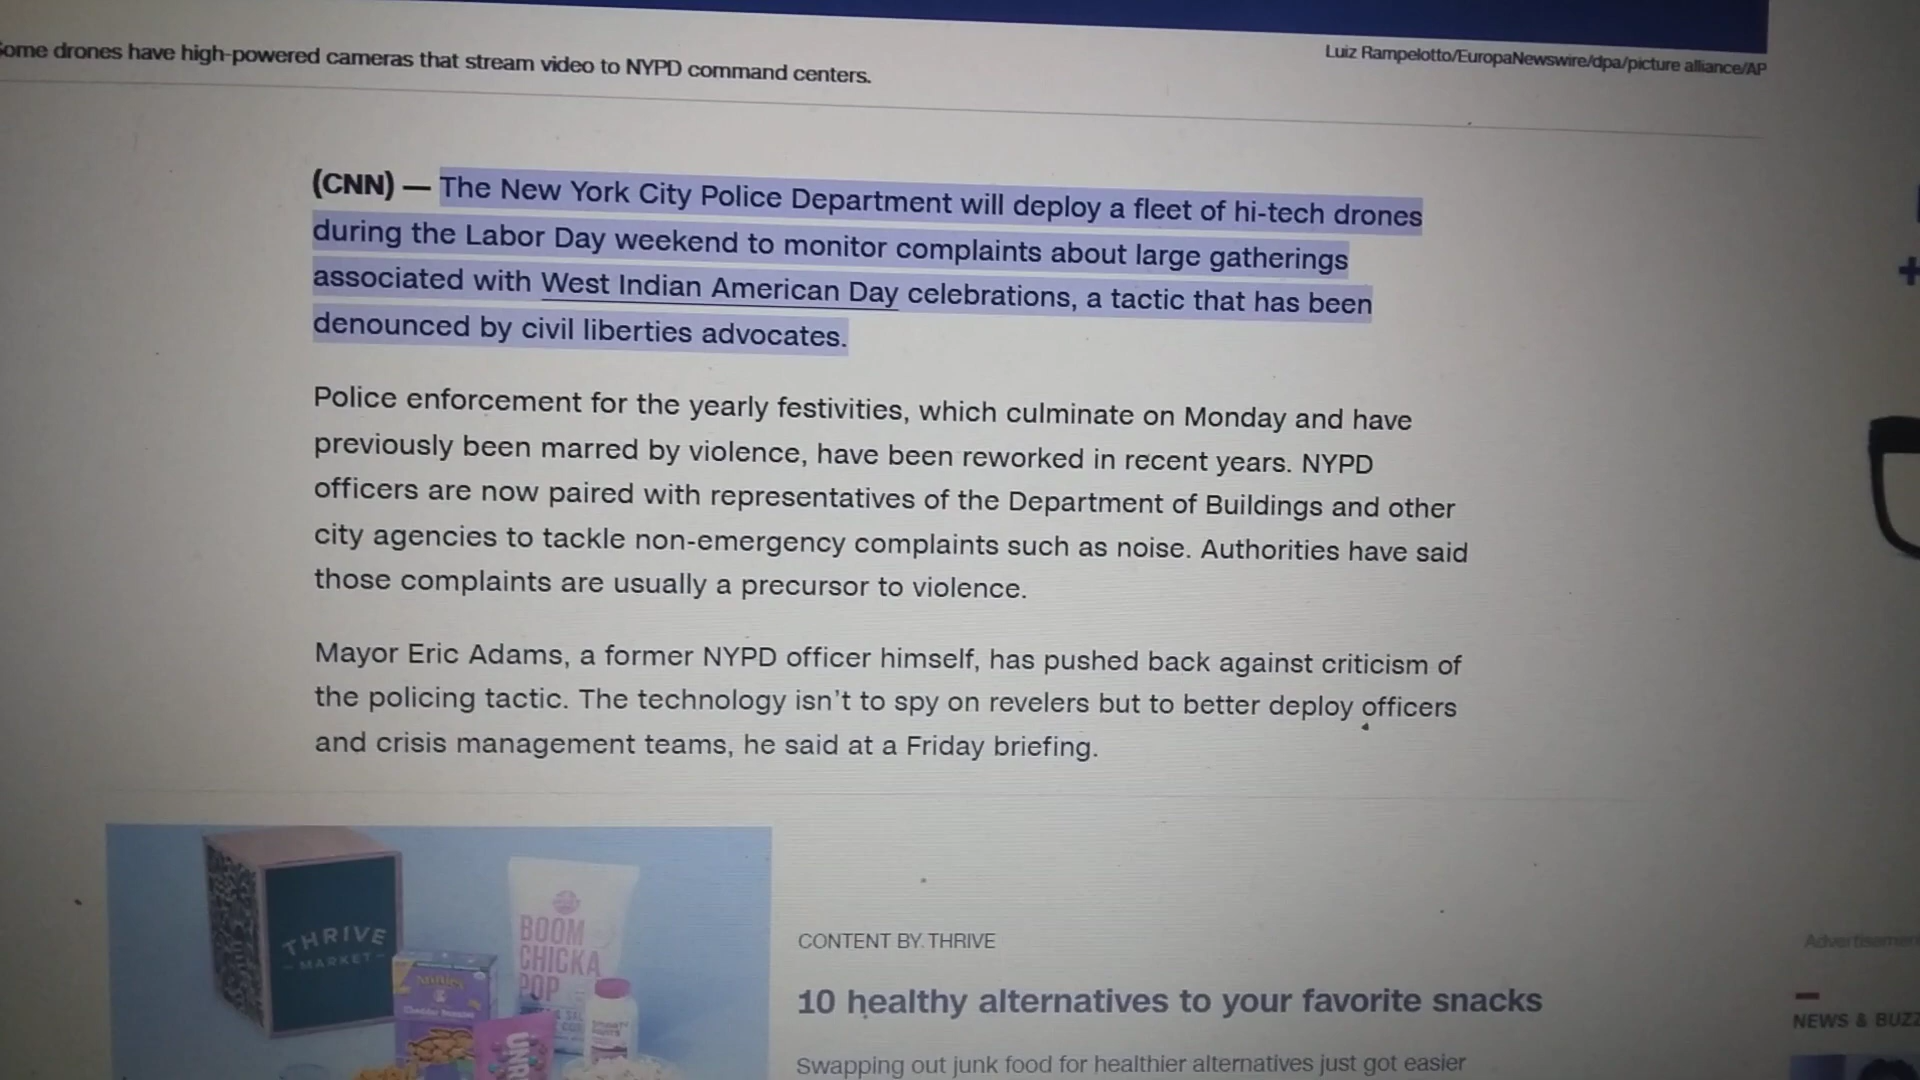 ome drones have high-powered cameras that stream video to NYPD command centers.
Luiz Rampelotto/EuropaNewswire/dpa/picture alliance/AP
(CNN) — The New York City Police Department will deploy a fleet of hi-tech drones
during the Labor Day weekend to monitor complaints about large gatherings
associated with West Indian American Day celebrations, a tactic that has been
denounced by civil liberties advocates.
Police enforcement for the yearly festivities, which culminate on Monday and have
previously been marred by violence, have been reworked in recent years. NYPD
officers are now paired with representatives of the Department of Buildings and other
city agencies to tackle non-emergency complaints such as noise. Authorities have said
those complaints are usually a precursor to violence.
Mayor Eric Adams, a former NYPD officer himself, has pushed back against criticism of
the policing tactic. The technology isn't to spy on revelers but to better deploy officers
and crisis management teams, he said at a Friday briefing.
THRIVE
MARKET
BOOM
CHICKA
POP
Annie's
CONTENT BY THRIVE
10 healthy alternatives to your favorite snacks
Swapping out junk food for healthier alternatives just got easier
Advertisemen
NEWS & BUZZ